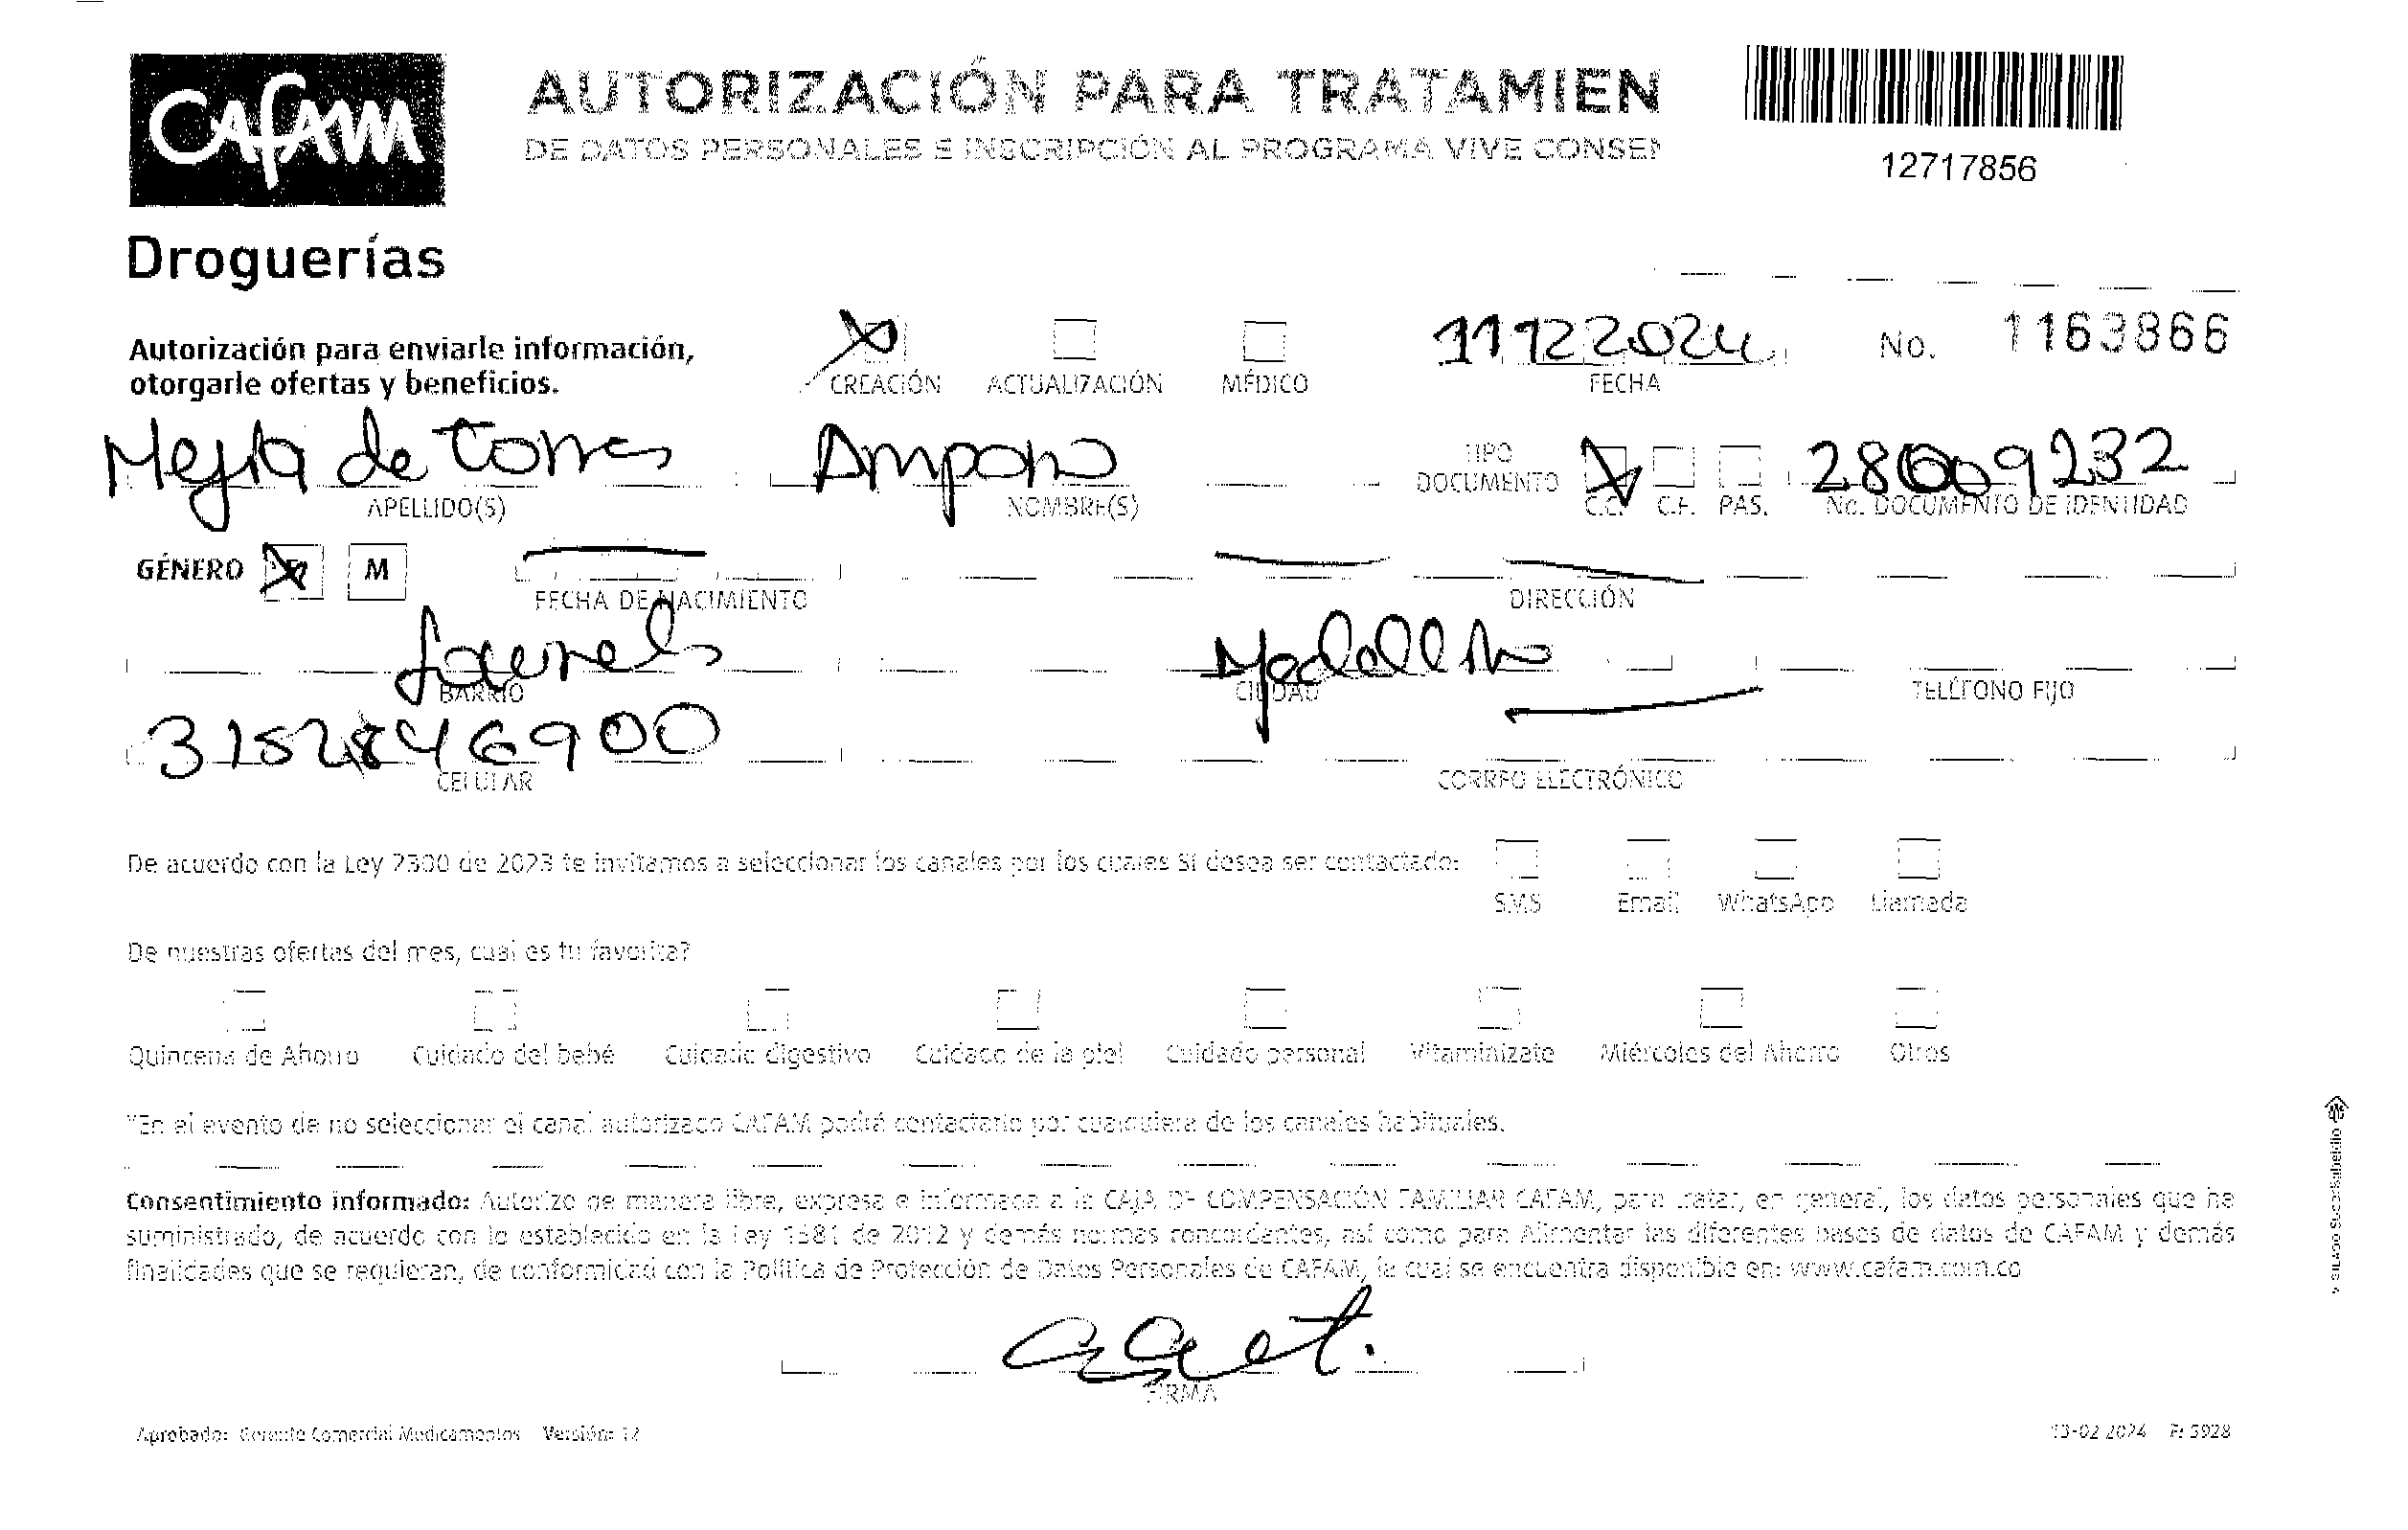 CAFAM
AUTORIZACIÓN PARA TRATAMIEN
DE DATOS PERSONALES E INSCRIPCIÓN AL PROGRAMA VIVE CONSEN
12717856
Droguerías
Autorización para enviarle información,
otorgarle ofertas y beneficios.
CREACIÓN ACTUALIZACIÓN MÉDICO
11122024
FECHA
No. 1163866
Mejia de Torres
APELLIDO(S)
Amparo
NOMBRE(S)
TIPO
DOCUMENTO
C.C. C.E. PAS.
28009232
No. DOCUMENTO DE IDENTIDAD
GÉNERO F M
FECHA DE NACIMIENTO
DIRECCIÓN
Laureles
BARRIO
Medellin
CIUDAD
TELÉFONO FIJO
3152846900
CELULAR
CORREO ELECTRÓNICO
De acuerdo con la Ley 2300 de 2023 te invitamos a seleccionar los canales por los cuales SI desea ser contactado:
SMS Email WhatsApp Llamada
De nuestras ofertas del mes, cual es tu favorita?
Quincena de Ahorro Cuidado del bebé Cuidado digestivo Cuidado de la piel Cuidado personal Vitaminizate Miércoles del Ahorro Otros
*En el evento de no seleccionar el canal autorizado CAFAM podrá contactarlo por cualquiera de los canales habituales.
Consentimiento informado: Autorizo de manera libre, expresa e informada a la CAJA DE COMPENSACIÓN FAMILIAR CAFAM, para tratar, en general, los datos personales que he
suministrado, de acuerdo con lo establecido en la Ley 1581 de 2012 y demás normas concordantes, así como para Alimentar las diferentes bases de datos de CAFAM y demás
finalidades que se requieran, de conformidad con la Política de Protección de Datos Personales de CAFAM, la cual se encuentra disponible en: www.cafam.com.co
FIRMA
Aprobado: Gerente Comercial Medicamentos Versión: 12
13-02 2024 F: 5928